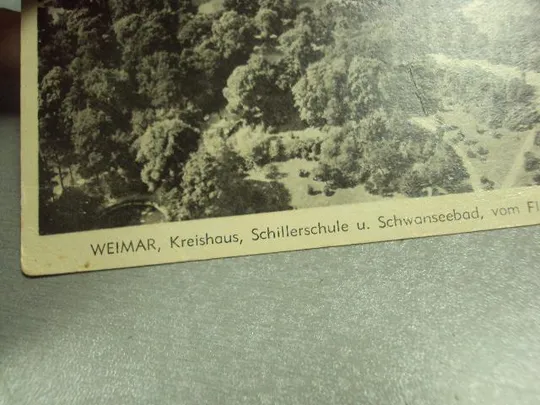 WEIMAR, Kreishaus, Schillerschule u. Schwanseebad, vom